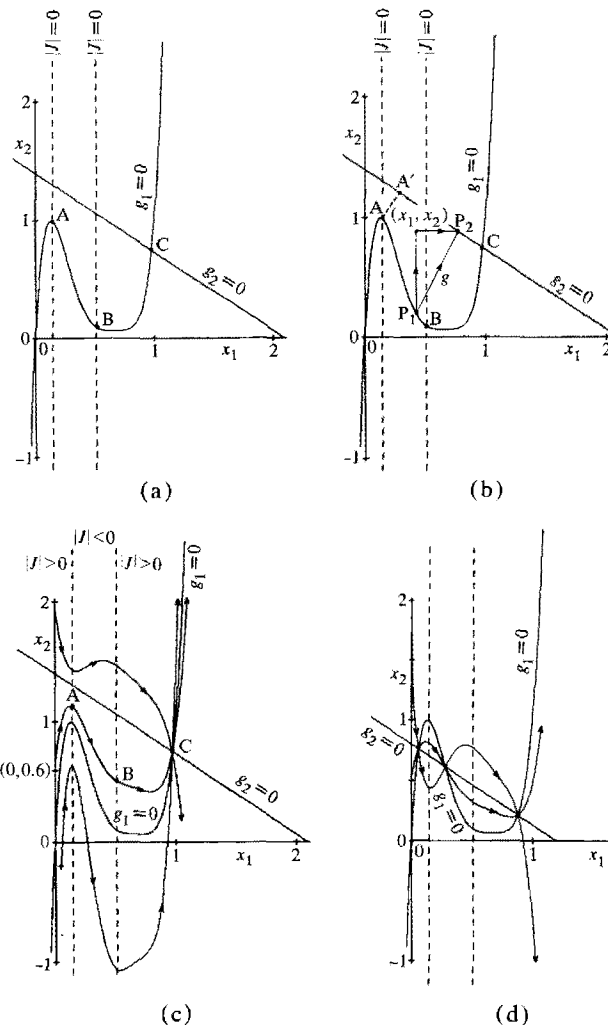 |J|=0
|J|=0
2
x₂
g₁=0
1
A
C
g₂=0
B
0
1
2
x₁
-1
(a)
|J|=0
|J|=0
2
x₂
g₁=0
A′
1
A
(x₁, x₂)
P₂
C
g
g₂=0
P₁
B
0
1
2
x₁
-1
(b)
|J|<0
|J|>0
|J|>0
g₁=0
2
x₂
A
1
C
(0,0.6)
B
g₂=0
g₁=0
0
1
2
x₁
-1
(c)
2
x₂
g₁=0
1
g₂=0
g₁=0
0
0
1
x₁
-1
(d)